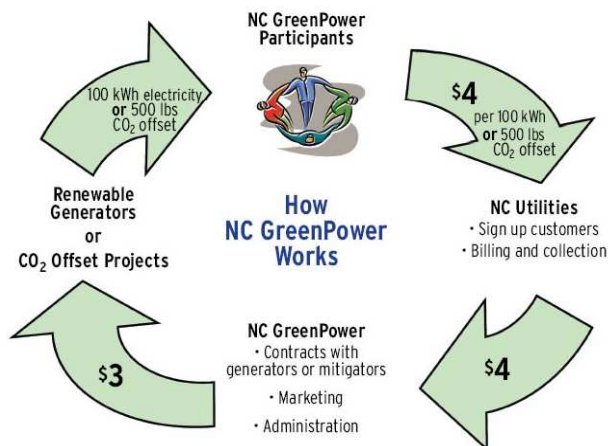 NC GreenPower
Participants
100 kWh electricity
or 500 lbs
CO₂ offset
$4
per 100 kWh
or 500 lbs
CO₂ offset
Renewable
Generators
or
CO₂ Offset Projects
How
NC GreenPower
Works
NC Utilities
· Sign up customers
· Billing and collection
$3
NC GreenPower
· Contracts with
generators or mitigators
· Marketing
· Administration
$4